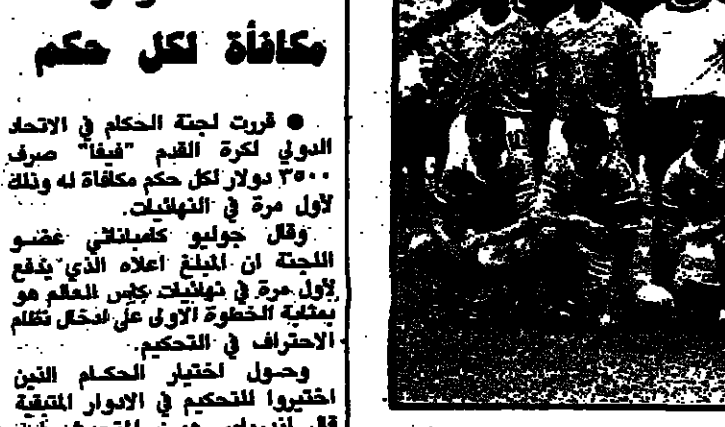 مكافأة لكل حكم
● قررت لجنة الحكام في الاتحاد
الدولي لكرة القدم "فيفا" صرف
٣٥٠٠ دولار لكل حكم مكافاة له وذلك
لأول مرة في النهائيات.
وقال جوليو كامباناتي عضو
اللجنة ان المبلغ اعلاه الذي يدفع
لأول مرة في نهائيات كاس العالم هو
بمثابة الخطوة الاولى على ادخال نظام
الاحتراف في التحكيم.
وحول اختيار الحكام الذين
اختيروا للتحكيم في الادوار المتبقية
قال